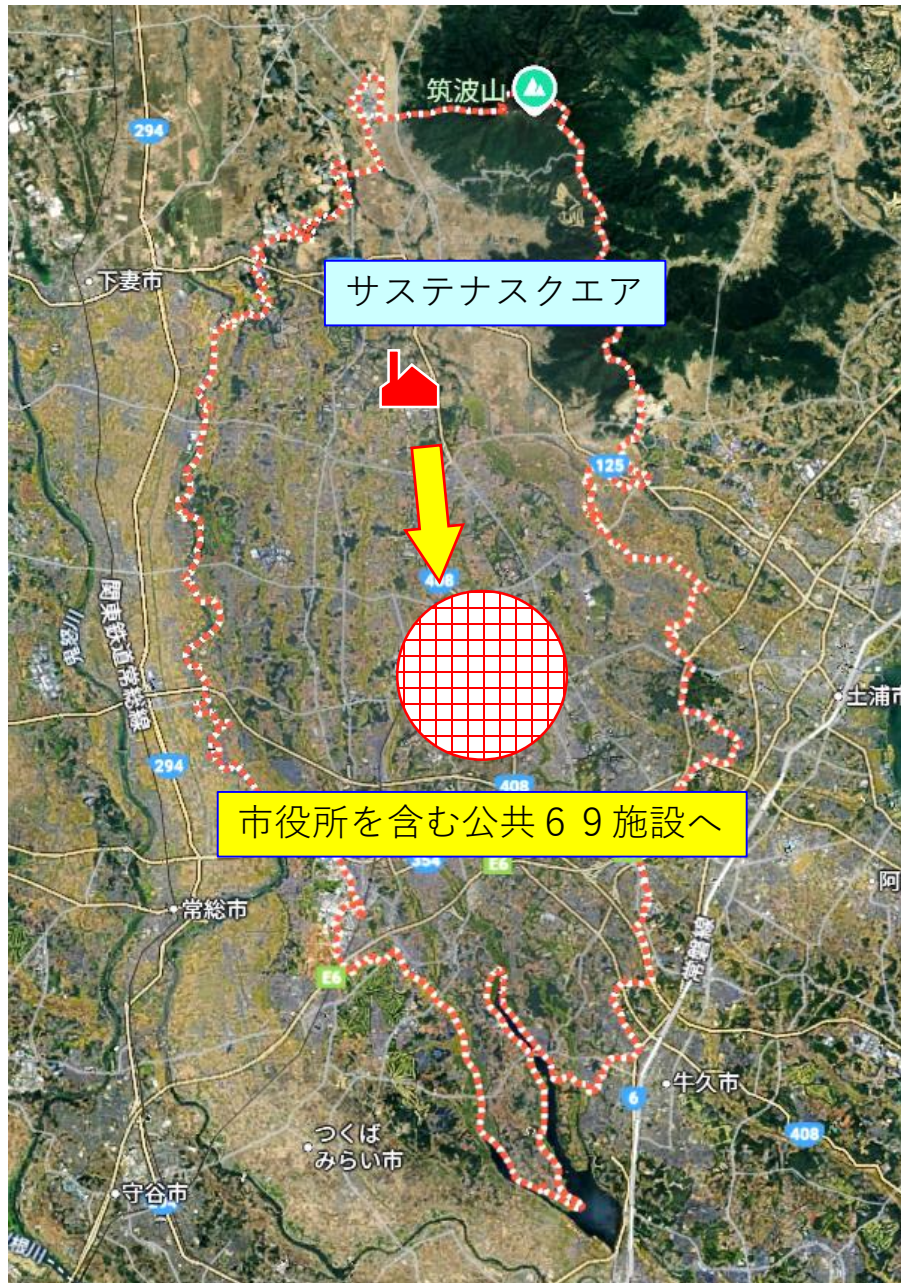 筑波山
294
下妻市
サステナスクエア
125
408
関東鉄道常総線
土浦市
294
408
市役所を含む公共６９施設へ
354
E6
阿
常総市
常磐線
E6
牛久市
6
408
つくば
みらい市
守谷市